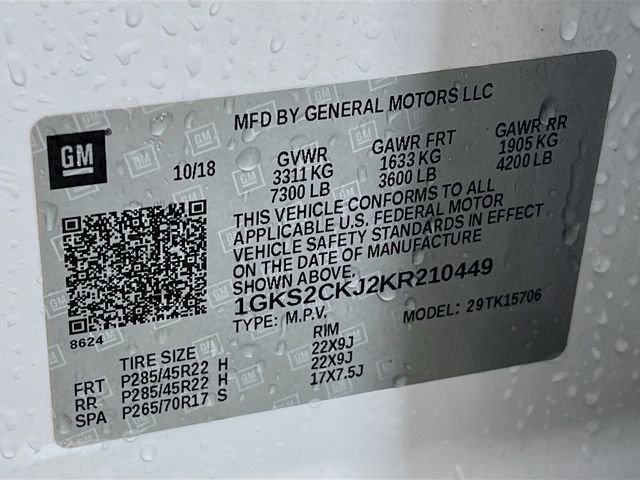 MFD BY GENERAL MOTORS LLC
GM
10/18
GVWR GAWR FRT GAWR RR
3311 KG 1633 KG 1905 KG
7300 LB 3600 LB 4200 LB
THIS VEHICLE CONFORMS TO ALL
APPLICABLE U.S. FEDERAL MOTOR
VEHICLE SAFETY STANDARDS IN EFFECT
ON THE DATE OF MANUFACTURE
SHOWN ABOVE.
1GKS2CKJ2KR210449
TYPE: M.P.V. MODEL: 29TK15706
8624
TIRE SIZE RIM
FRT P285/45R22 H 22X9J
RR P285/45R22 H 22X9J
SPA P265/70R17 S 17X7.5J